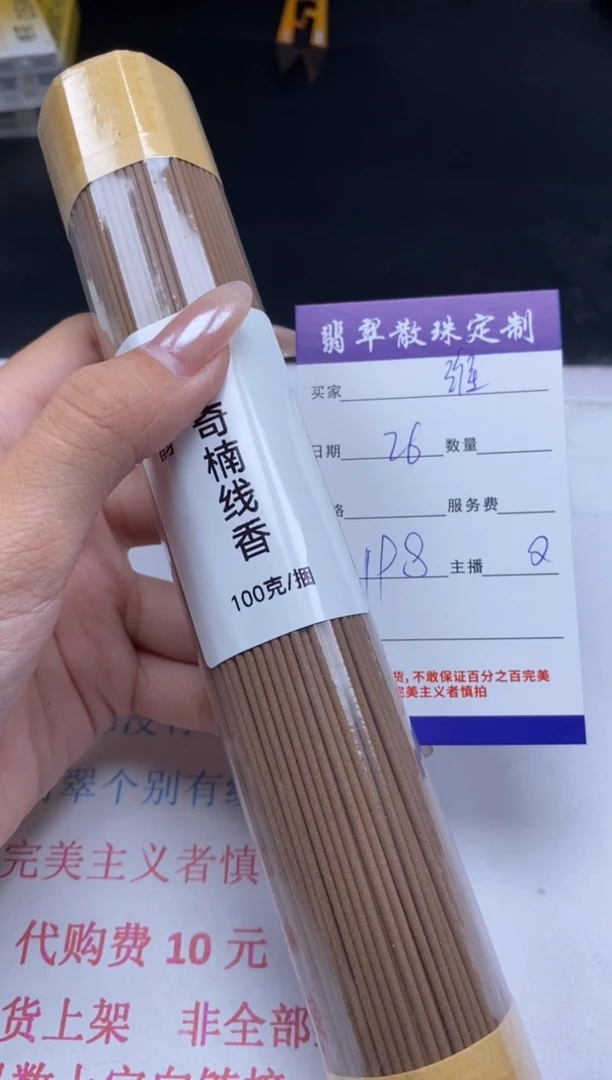 奇楠线香
100克/捆
翡翠散珠定制
买家
日期 26 数量
服务费
1P8 主播 Q
货,不敢保证百分之百完美
完美主义者慎拍
翠个别有
完美主义者慎
代购费 10 元
货上架 非全部